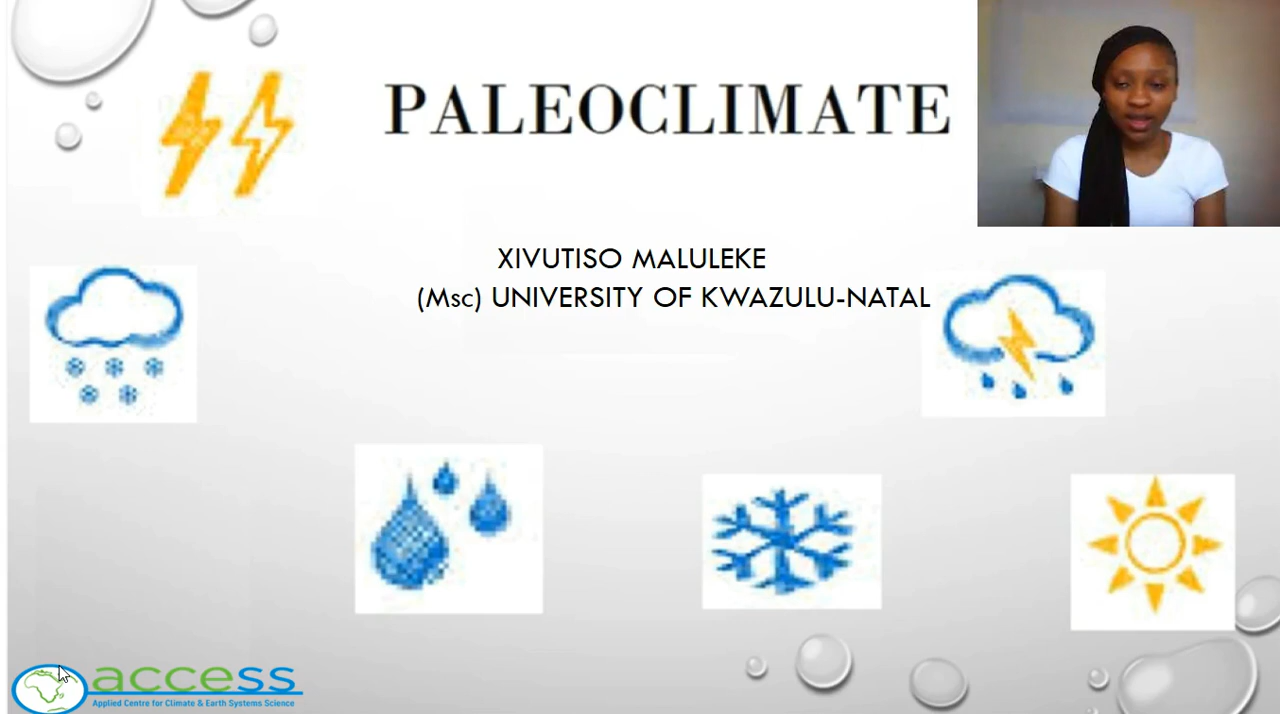 PALEOCLIMATE
XIVUTISO MALULEKE
(Msc) UNIVERSITY OF KWAZULU-NATAL
access
Applied Centre for Climate & Earth Systems Science